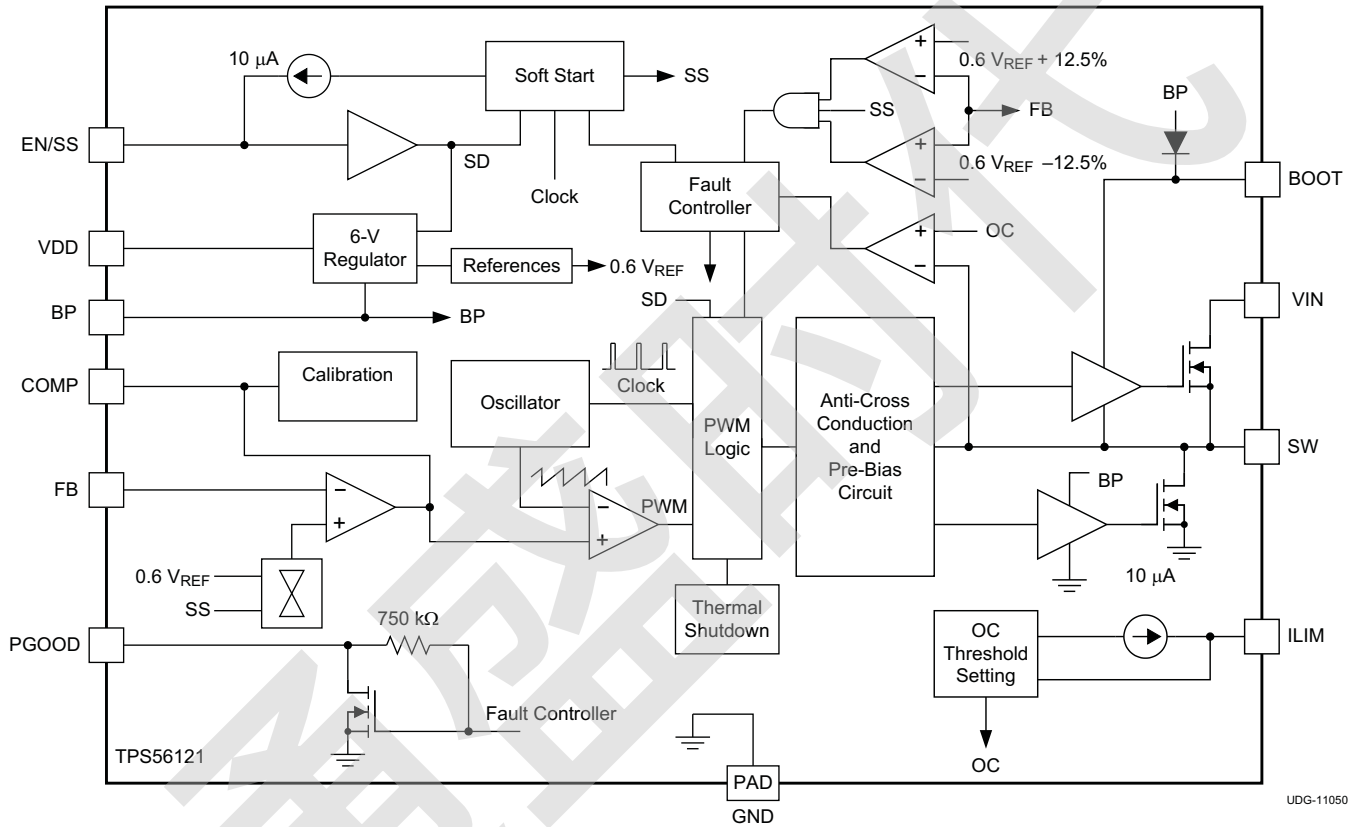 10 μA
Soft Start
SS
0.6 VREF + 12.5%
SS
FB
BP
EN/SS
SD
0.6 VREF –12.5%
BOOT
Clock
Fault
Controller
VDD
6-V
Regulator
References
0.6 VREF
OC
VIN
BP
BP
SD
COMP
Calibration
Oscillator
Clock
PWM
Logic
Anti-Cross
Conduction
and
Pre-Bias
Circuit
SW
FB
PWM
BP
0.6 VREF
SS
10 μA
Thermal
Shutdown
PGOOD
750 kΩ
OC
Threshold
Setting
ILIM
Fault Controller
TPS56121
PAD
GND
OC
UDG-11050